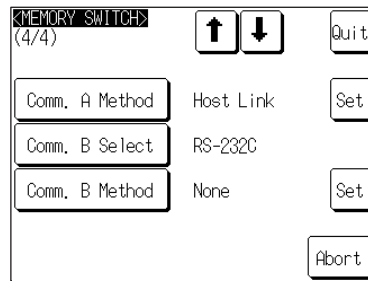 <MEMORY SWITCH>
(4/4)
Quit
Comm. A Method Host Link Set
Comm. B Select RS-232C
Comm. B Method None Set
Abort